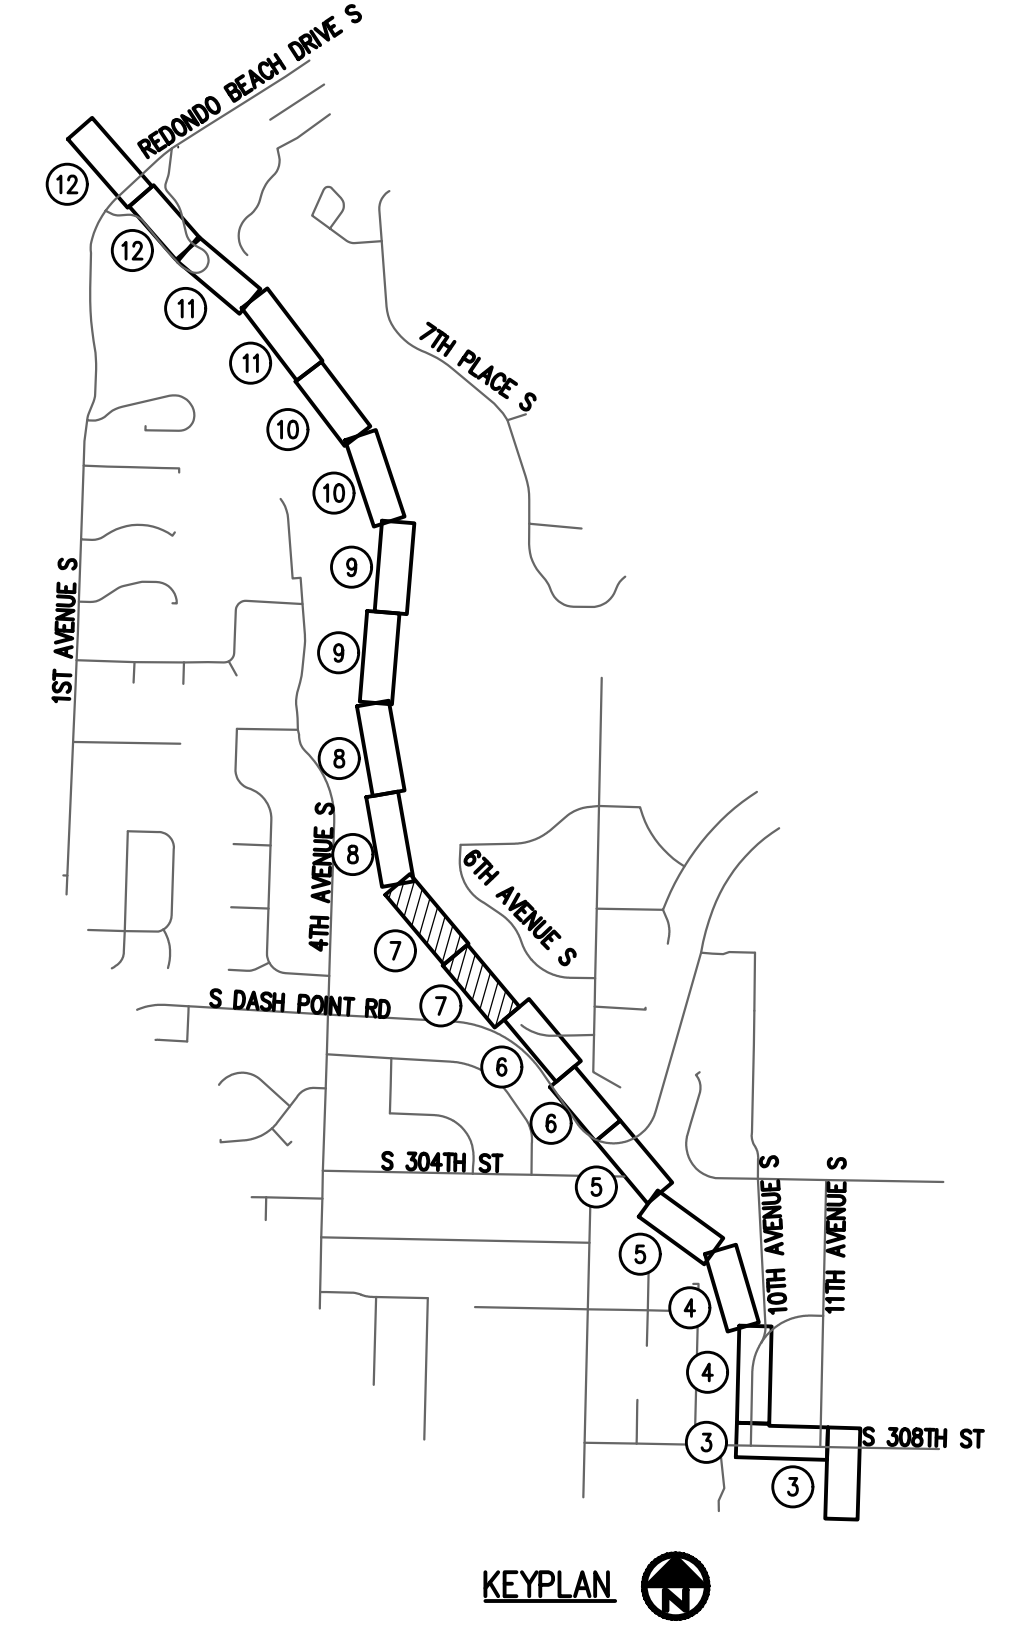 REDONDO BEACH DRIVE S
12
12
11
7TH PLACE S
11
10
10
9
1ST AVENUE S
9
8
4TH AVENUE S
8
6TH AVENUE S
7
S DASH POINT RD
7
6
6
S 304TH ST
5
10TH AVENUE S
11TH AVENUE S
5
4
4
3
S 308TH ST
3
KEYPLAN
N